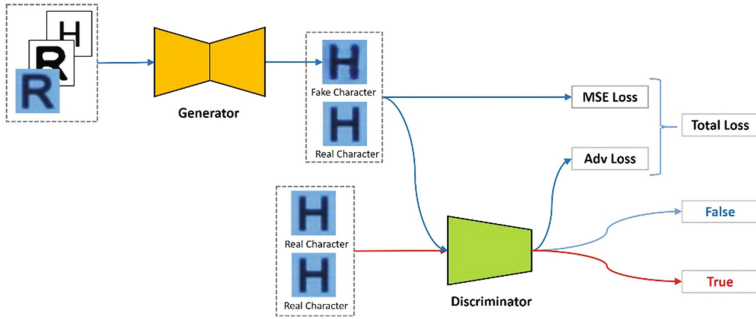 H
R
R
Generator
H
Fake Character
H
Real Character
MSE Loss
Total Loss
Adv Loss
H
Real Character
H
Real Character
Discriminator
False
True